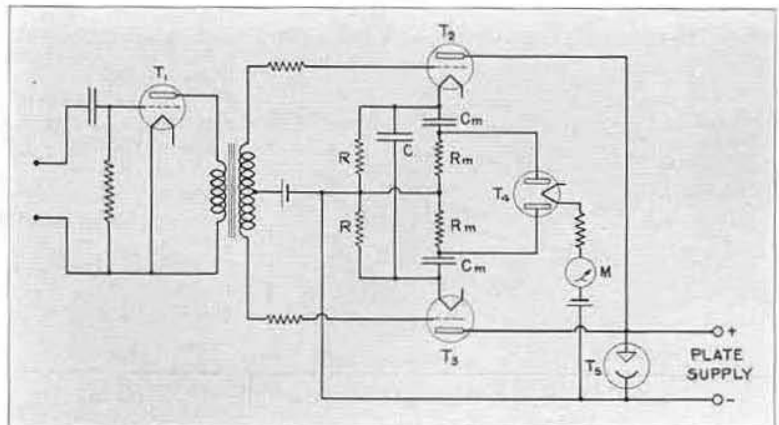 T₂
T₁
Cm
R
C
Rm
T₄
R
Rm
M
Cm
T₃
+
T₅
PLATE
SUPPLY
−